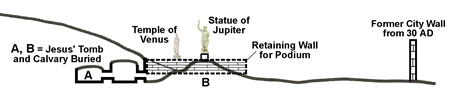 Temple of
Venus
Statue of
Jupiter
Former City Wall
from 30 AD
A, B = Jesus' Tomb
and Calvary Buried
Retaining Wall
for Podium
A
B